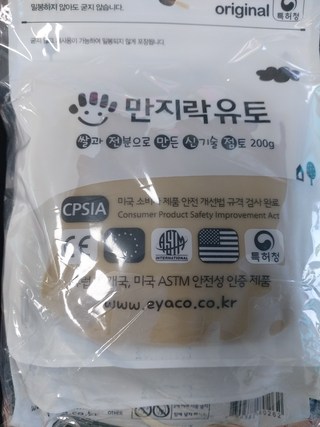 밀봉하지 않아도 굳지 않습니다.
original
특허청
만지락유토
쌀과 전분으로 만든 신기술 점토 200g
CPSIA
미국 소비자 제품 안전 개선법 규격 검사 완료
Consumer Product Safety Improvement Act
CE
ASTM
INTERNATIONAL
특허청
개국, 미국 ASTM 안전성 인증 제품
www.eyaco.co.kr